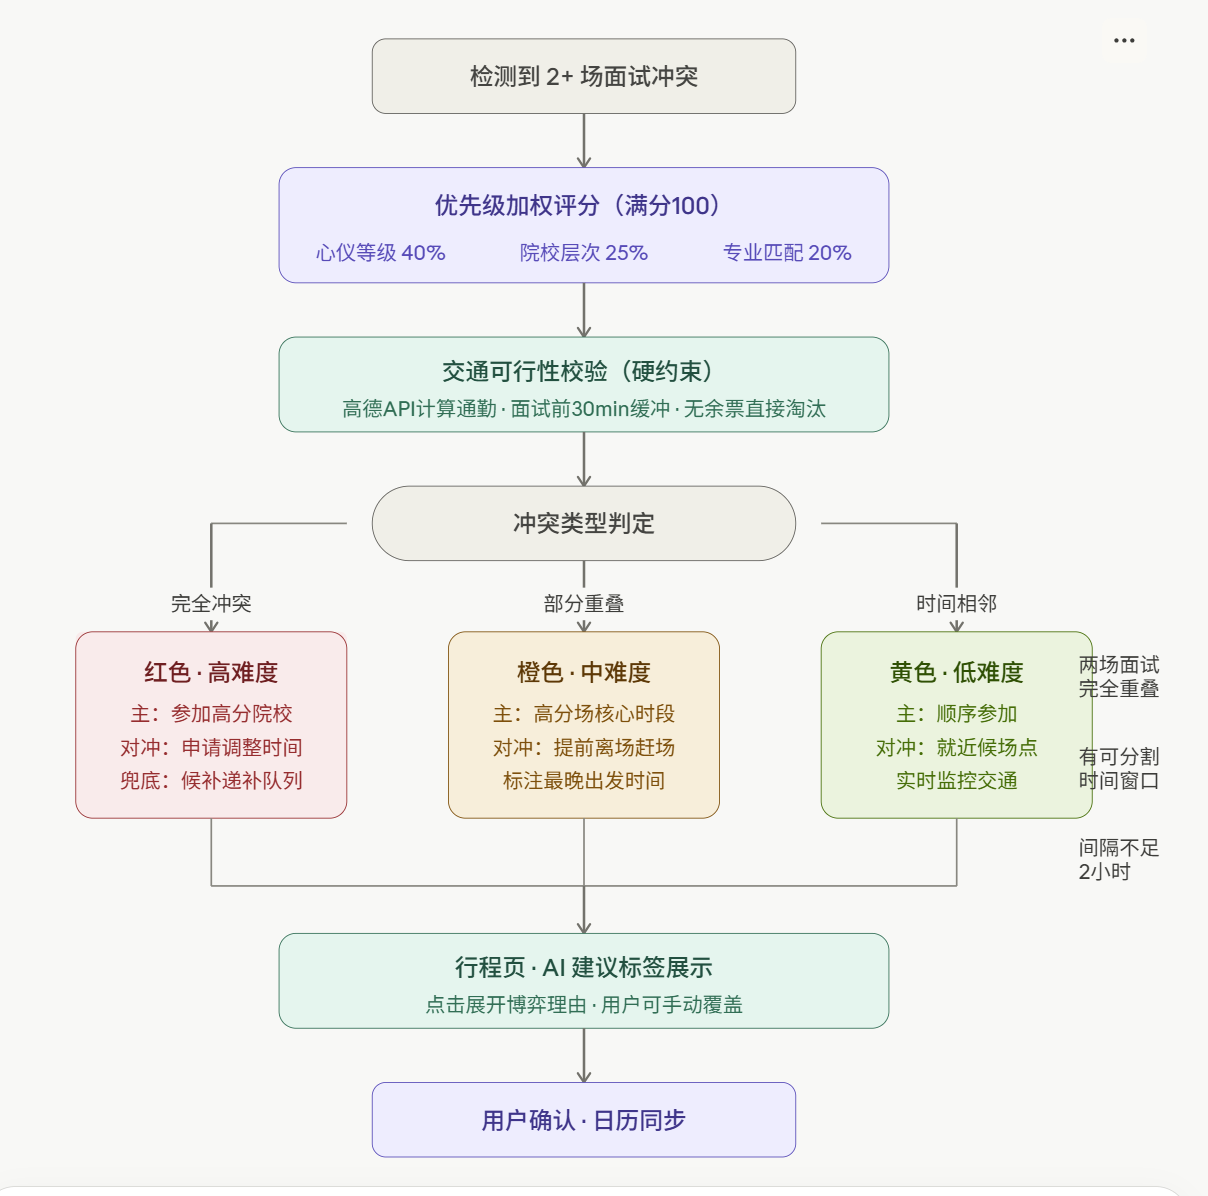 检测到 2+ 场面试冲突
优先级加权评分（满分100）
心仪等级 40%
院校层次 25%
专业匹配 20%
交通可行性校验（硬约束）
高德API计算通勤 · 面试前30min缓冲 · 无余票直接淘汰
冲突类型判定
完全冲突
部分重叠
时间相邻
红色 · 高难度
主：参加高分院校
对冲：申请调整时间
兜底：候补递补队列
橙色 · 中难度
主：高分场核心时段
对冲：提前离场赶场
标注最晚出发时间
黄色 · 低难度
主：顺序参加
对冲：就近候场点
实时监控交通
两场面试
完全重叠
有可分割
时间窗口
间隔不足
2小时
行程页 · AI 建议标签展示
点击展开博弈理由 · 用户可手动覆盖
用户确认 · 日历同步